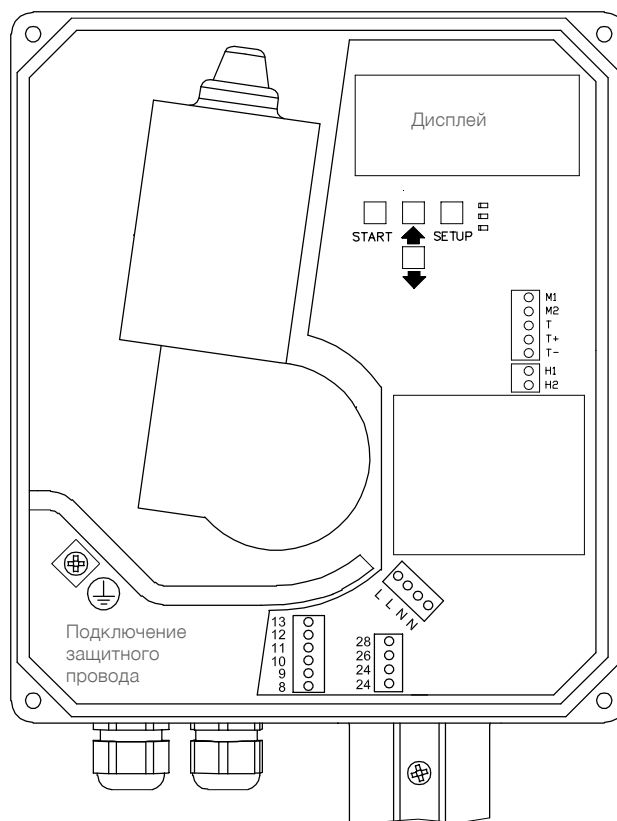 Дисплей
START
SETUP
M1
M2
T
T+
T-
H1
H2
L L N N
Подключение
защитного
провода
13
12
11
10
9
8
28
26
24
24